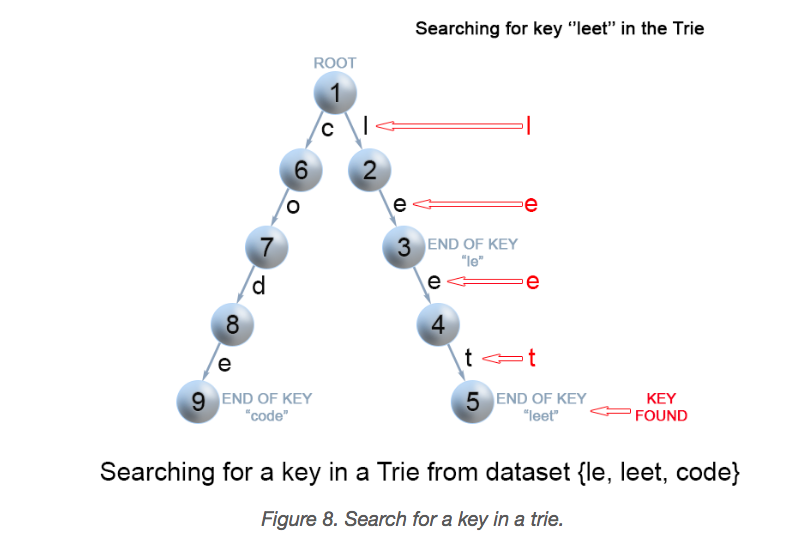 Searching for key ‘’leet’’ in the Trie
ROOT
1
c
l
l
6
2
o
e
e
7
3
END OF KEY
“le”
d
e
e
8
4
e
t
t
9
END OF KEY
“code”
5
END OF KEY
“leet”
KEY
FOUND
Searching for a key in a Trie from dataset {le, leet, code}
Figure 8. Search for a key in a trie.